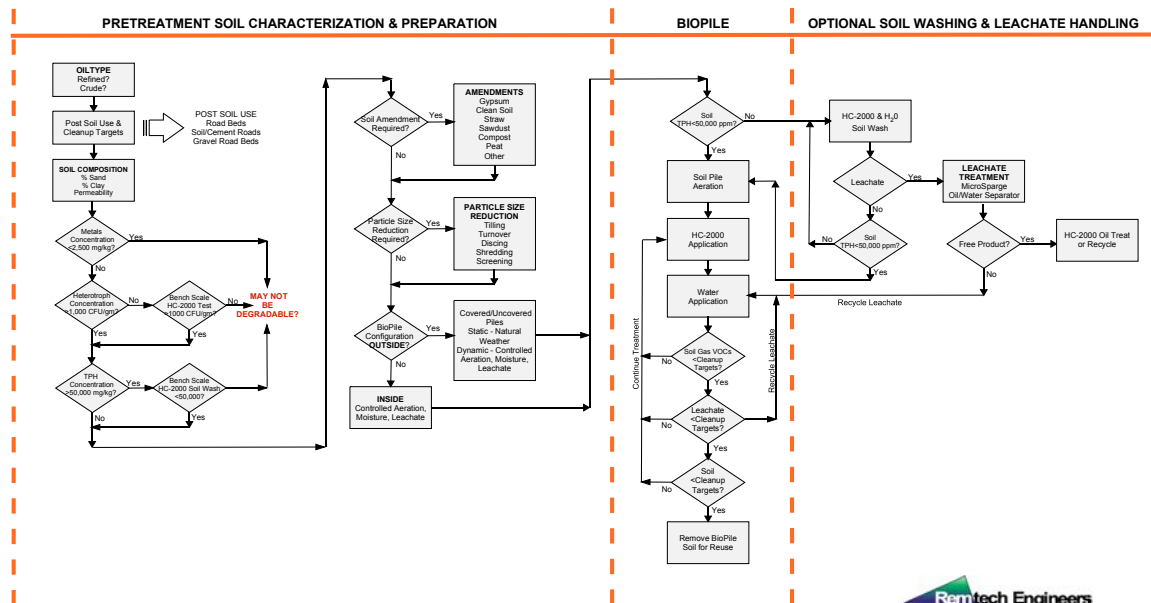 PRETREATMENT SOIL CHARACTERIZATION & PREPARATION
BIOPILE
OPTIONAL SOIL WASHING & LEACHATE HANDLING
OIL TYPE
Refined?
Crude?
Post Soil Use &
Cleanup Targets
POST SOIL USE
Road Beds
Soil/Cement Roads
Gravel Road Beds
SOIL COMPOSITION
% Sand
% Clay
Permeability
Metals
Concentration
<2,500 mg/kg?
Yes
No
Heterotroph
Concentration
>1,000 CFU/gm?
No
Yes
Bench Scale
HC-2000 Test
>1000 CFU/gm?
No
Yes
MAY NOT
BE
DEGRADABLE?
TPH
Concentration
>50,000 mg/kg?
Yes
No
Bench Scale
HC-2000 Soil Wash
<50,000?
Yes
Soil Amendment
Required?
Yes
No
AMENDMENTS
Gypsum
Clean Soil
Straw
Sawdust
Compost
Peat
Other
Particle Size
Reduction
Required?
Yes
No
PARTICLE SIZE
REDUCTION
Tilling
Turnover
Discing
Shredding
Screening
BioPile
Configuration
OUTSIDE?
Yes
No
Covered/Uncovered
Piles
Static - Natural
Weather
Dynamic - Controlled
Aeration, Moisture,
Leachate
INSIDE
Controlled Aeration,
Moisture, Leachate
Soil
TPH<50,000 ppm?
No
Yes
Soil Pile
Aeration
HC-2000
Application
Water
Application
Soil Gas VOCs
<Cleanup
Targets?
No
Yes
Leachate
<Cleanup
Targets?
No
Yes
Soil
<Cleanup
Targets?
No
Yes
Remove BioPile
Soil for Reuse
Continue Treatment
Recycle Leachate
HC-2000 & H20
Soil Wash
Leachate
Yes
No
LEACHATE
TREATMENT
MicroSparge
Oil/Water Separator
Soil
TPH<50,000 ppm?
No
Yes
Free Product?
Yes
No
HC-2000 Oil Treat
or Recycle
Recycle Leachate
Remtech Engineers